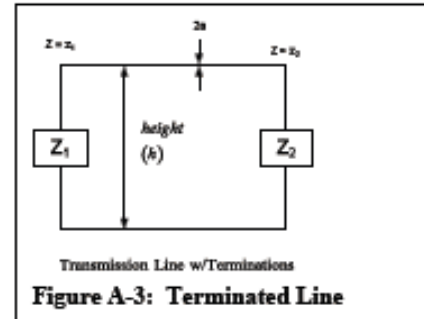 2a
Z = z₁
Z = z₂
height
(h)
Z₁
Z₂
Transmission Line w/Terminations
Figure A-3: Terminated Line